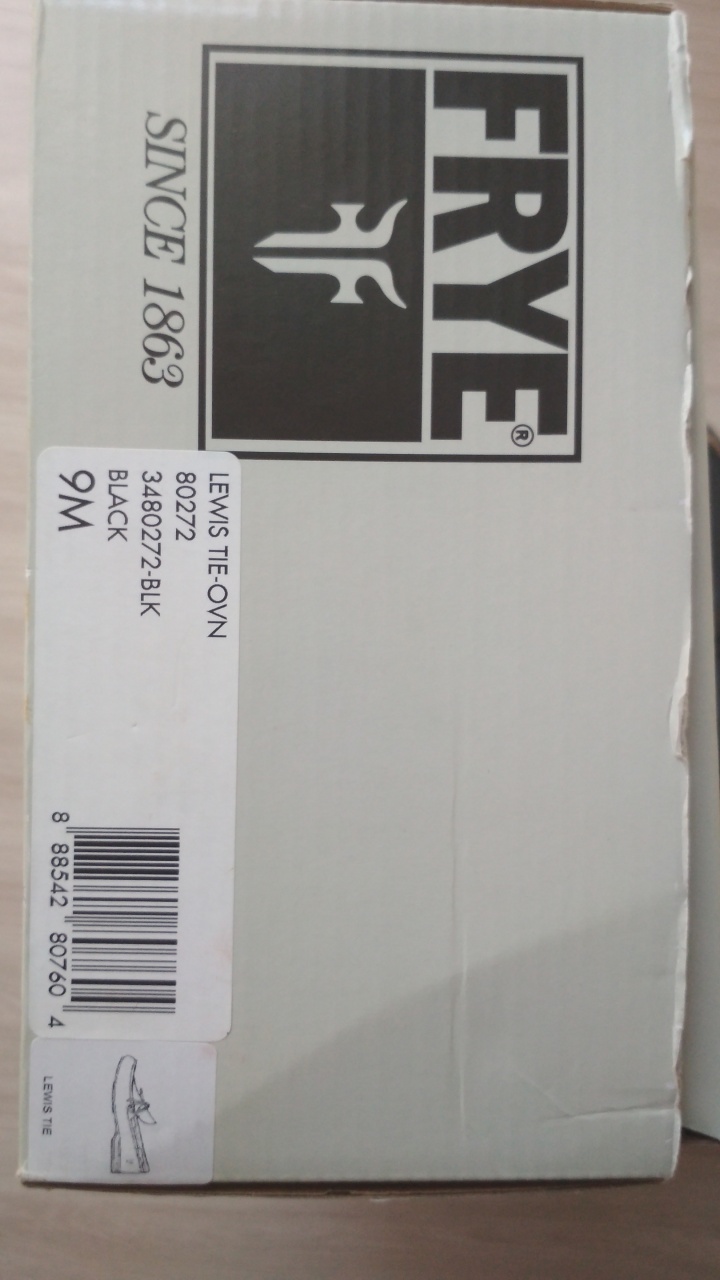 FRYE®
SINCE 1863
LEWIS TIE-OVN
80272
3480272-BLK
BLACK
9M
8 88542 80760 4
LEWIS TIE